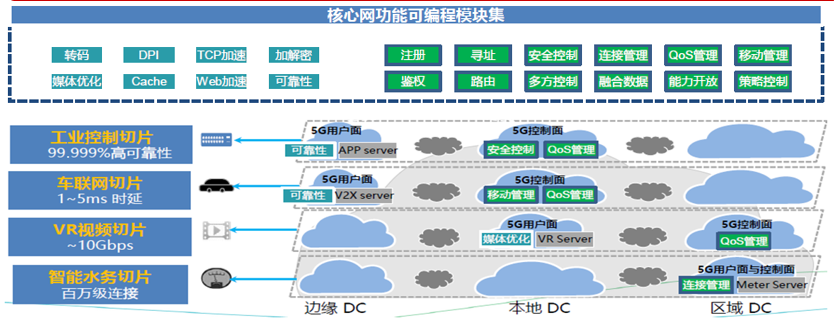 核心网功能可编程模块集
转码 DPI TCP加速 加解密 注册 寻址 安全控制 连接管理 QoS管理 移动管理
媒体优化 Cache Web加速 可靠性 鉴权 路由 多方控制 融合数据 能力开放 策略控制
工业控制切片
99.999%高可靠性
5G用户面 5G控制面
可靠性 APP server 安全控制 QoS管理
车联网切片
1~5ms 时延
5G用户面 5G控制面
可靠性 V2X server 移动管理 QoS管理
VR视频切片
~10Gbps
5G用户面 5G控制面
媒体优化 VR Server QoS管理
智能水务切片
百万级连接
5G用户面与控制面
连接管理 Meter Server
边缘 DC 本地 DC 区域 DC